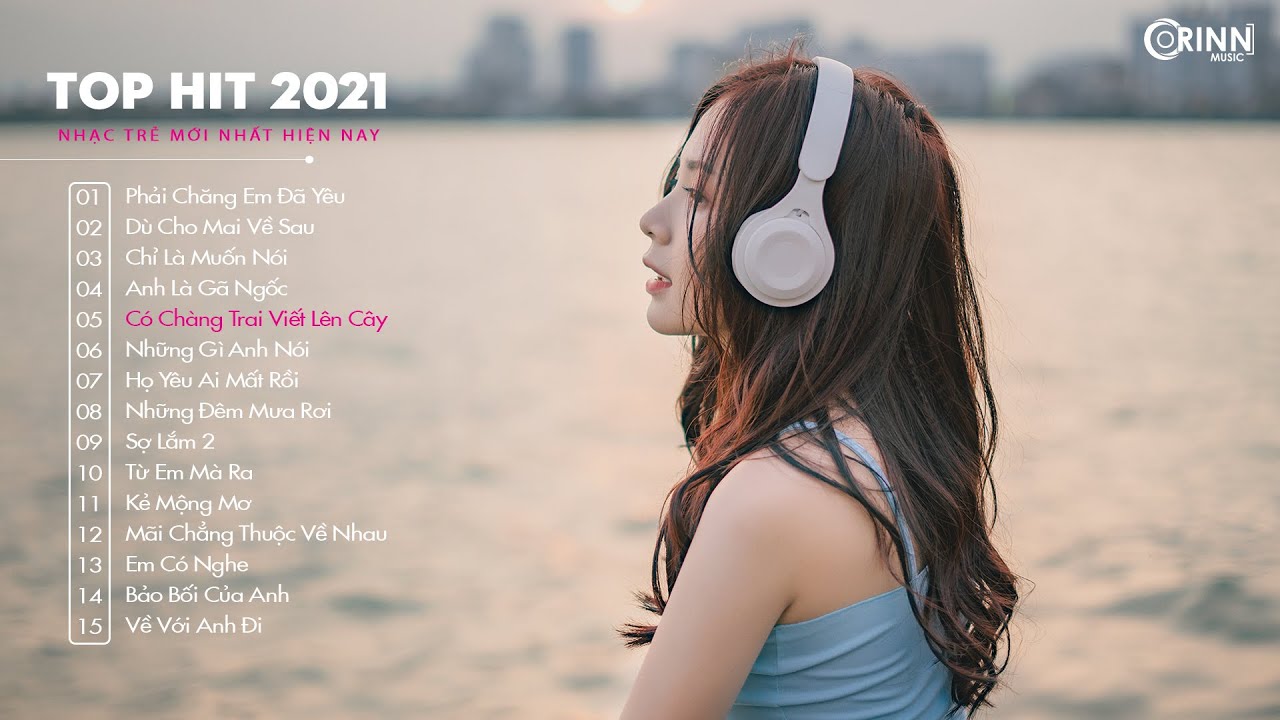 ORINN
MUSIC
TOP HIT 2021
NHẠC TRẺ MỚI NHẤT HIỆN NAY
01 Phải Chăng Em Đã Yêu
02 Dù Cho Mai Về Sau
03 Chỉ Là Muốn Nói
04 Anh Là Gã Ngốc
05 Có Chàng Trai Viết Lên Cây
06 Những Gì Anh Nói
07 Họ Yêu Ai Mất Rồi
08 Những Đêm Mưa Rơi
09 Sợ Lắm 2
10 Từ Em Mà Ra
11 Kẻ Mộng Mơ
12 Mãi Chẳng Thuộc Về Nhau
13 Em Có Nghe
14 Bảo Bối Của Anh
15 Về Với Anh Đi